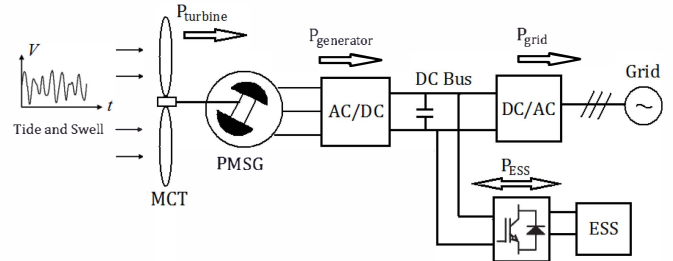 P_turbine
V
t
Tide and Swell
MCT
PMSG
P_generator
AC/DC
DC Bus
P_grid
DC/AC
Grid
~
P_ESS
ESS